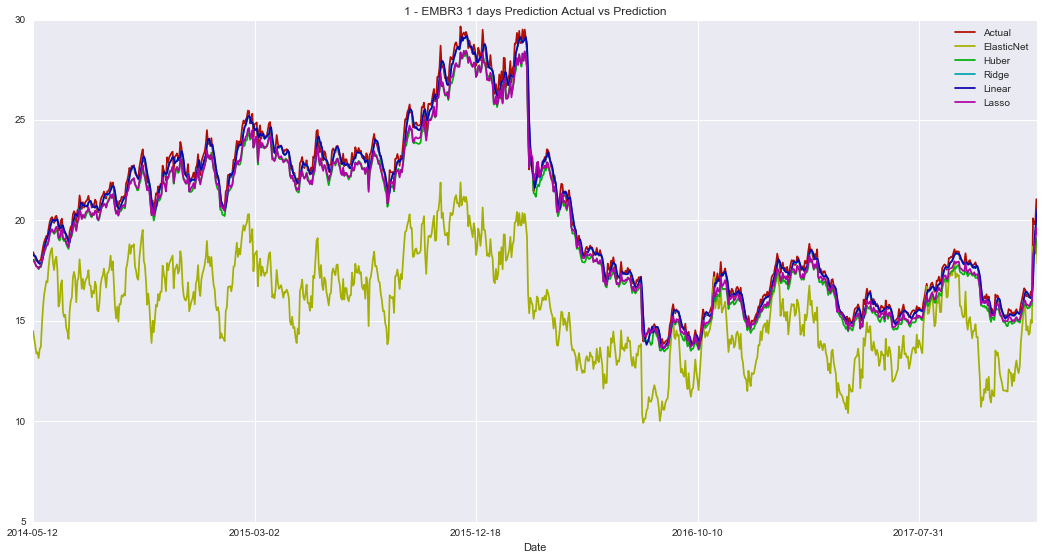 1 - EMBR3 1 days Prediction Actual vs Prediction
30
25
20
15
10
5
Actual
ElasticNet
Huber
Ridge
Linear
Lasso
2014-05-12
2015-03-02
2015-12-18
2016-10-10
2017-07-31
Date